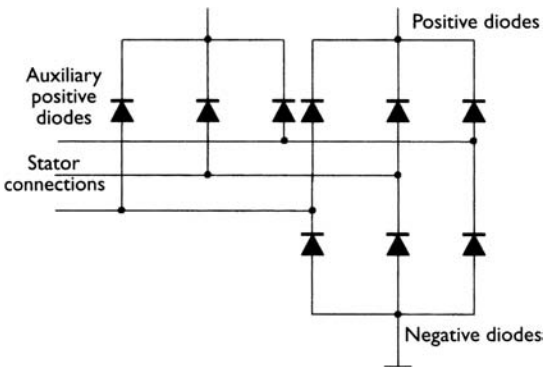 Positive diodes
Auxiliary
positive
diodes
Stator
connections
Negative diodes